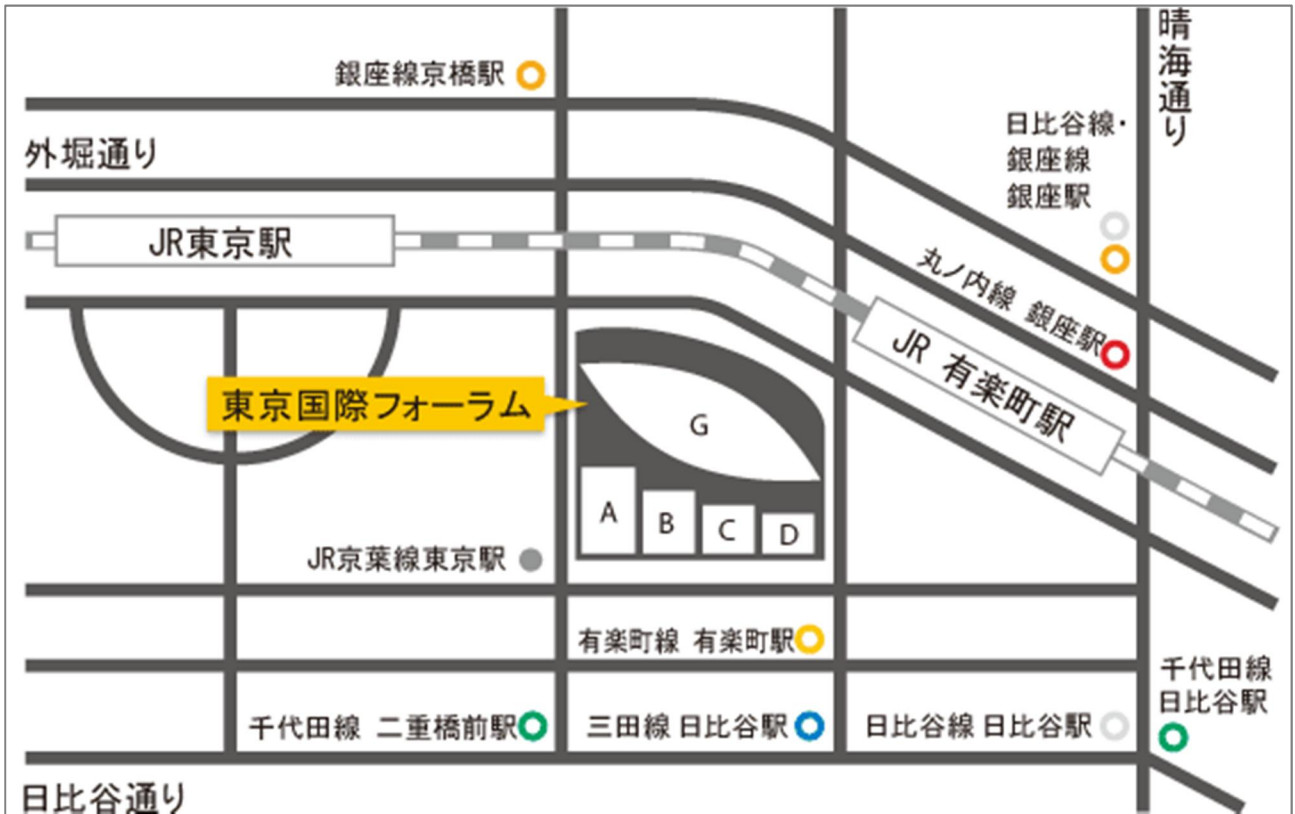 銀座線京橋駅
晴海通り
外堀通り
日比谷線・
銀座線
銀座駅
JR東京駅
丸ノ内線 銀座駅
JR 有楽町駅
東京国際フォーラム
G
A
B
C
D
JR京葉線東京駅
有楽町線 有楽町駅
千代田線
日比谷駅
千代田線 二重橋前駅
三田線 日比谷駅
日比谷線 日比谷駅
日比谷通り